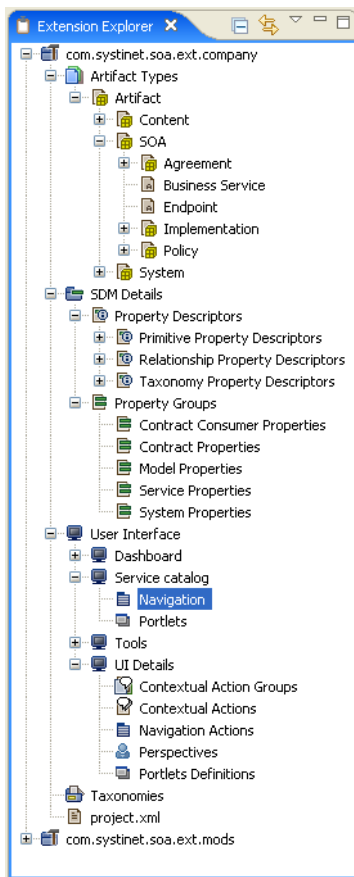 Extension Explorer
com.systinet.soa.ext.company
Artifact Types
Artifact
Content
SOA
Agreement
Business Service
Endpoint
Implementation
Policy
System
SDM Details
Property Descriptors
Primitive Property Descriptors
Relationship Property Descriptors
Taxonomy Property Descriptors
Property Groups
Contract Consumer Properties
Contract Properties
Model Properties
Service Properties
System Properties
User Interface
Dashboard
Service catalog
Navigation
Portlets
Tools
UI Details
Contextual Action Groups
Contextual Actions
Navigation Actions
Perspectives
Portlets Definitions
Taxonomies
project.xml
com.systinet.soa.ext.mods